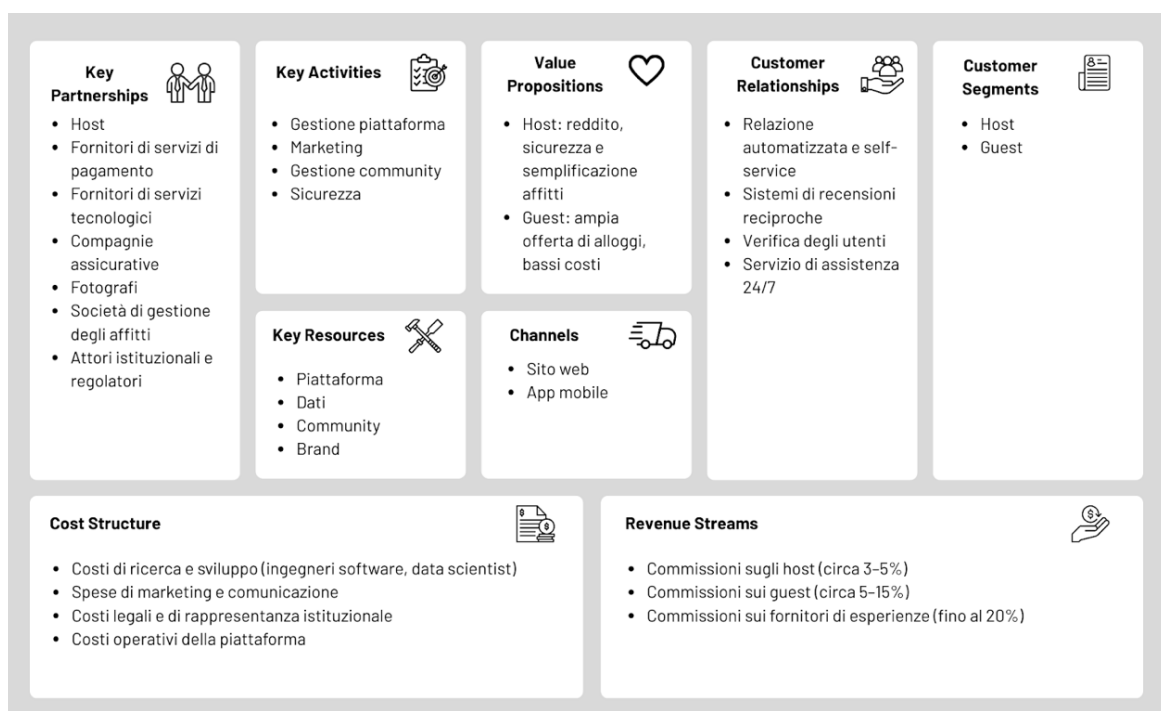 Key
Partnerships
• Host
• Fornitori di servizi di
pagamento
• Fornitori di servizi
tecnologici
• Compagnie
assicurative
• Fotografi
• Società di gestione
degli affitti
• Attori istituzionali e
regolatori
Key Activities
• Gestione piattaforma
• Marketing
• Gestione community
• Sicurezza
Key Resources
• Piattaforma
• Dati
• Community
• Brand
Value
Propositions
• Host: reddito,
sicurezza e
semplificazione
affitti
• Guest: ampia
offerta di alloggi,
bassi costi
Channels
• Sito web
• App mobile
Customer
Relationships
• Relazione
automatizzata e self-
service
• Sistemi di recensioni
reciproche
• Verifica degli utenti
• Servizio di assistenza
24/7
Customer
Segments
• Host
• Guest
Cost Structure
• Costi di ricerca e sviluppo (ingegneri software, data scientist)
• Spese di marketing e comunicazione
• Costi legali e di rappresentanza istituzionale
• Costi operativi della piattaforma
Revenue Streams
• Commissioni sugli host (circa 3–5%)
• Commissioni sui guest (circa 5–15%)
• Commissioni sui fornitori di esperienze (fino al 20%)